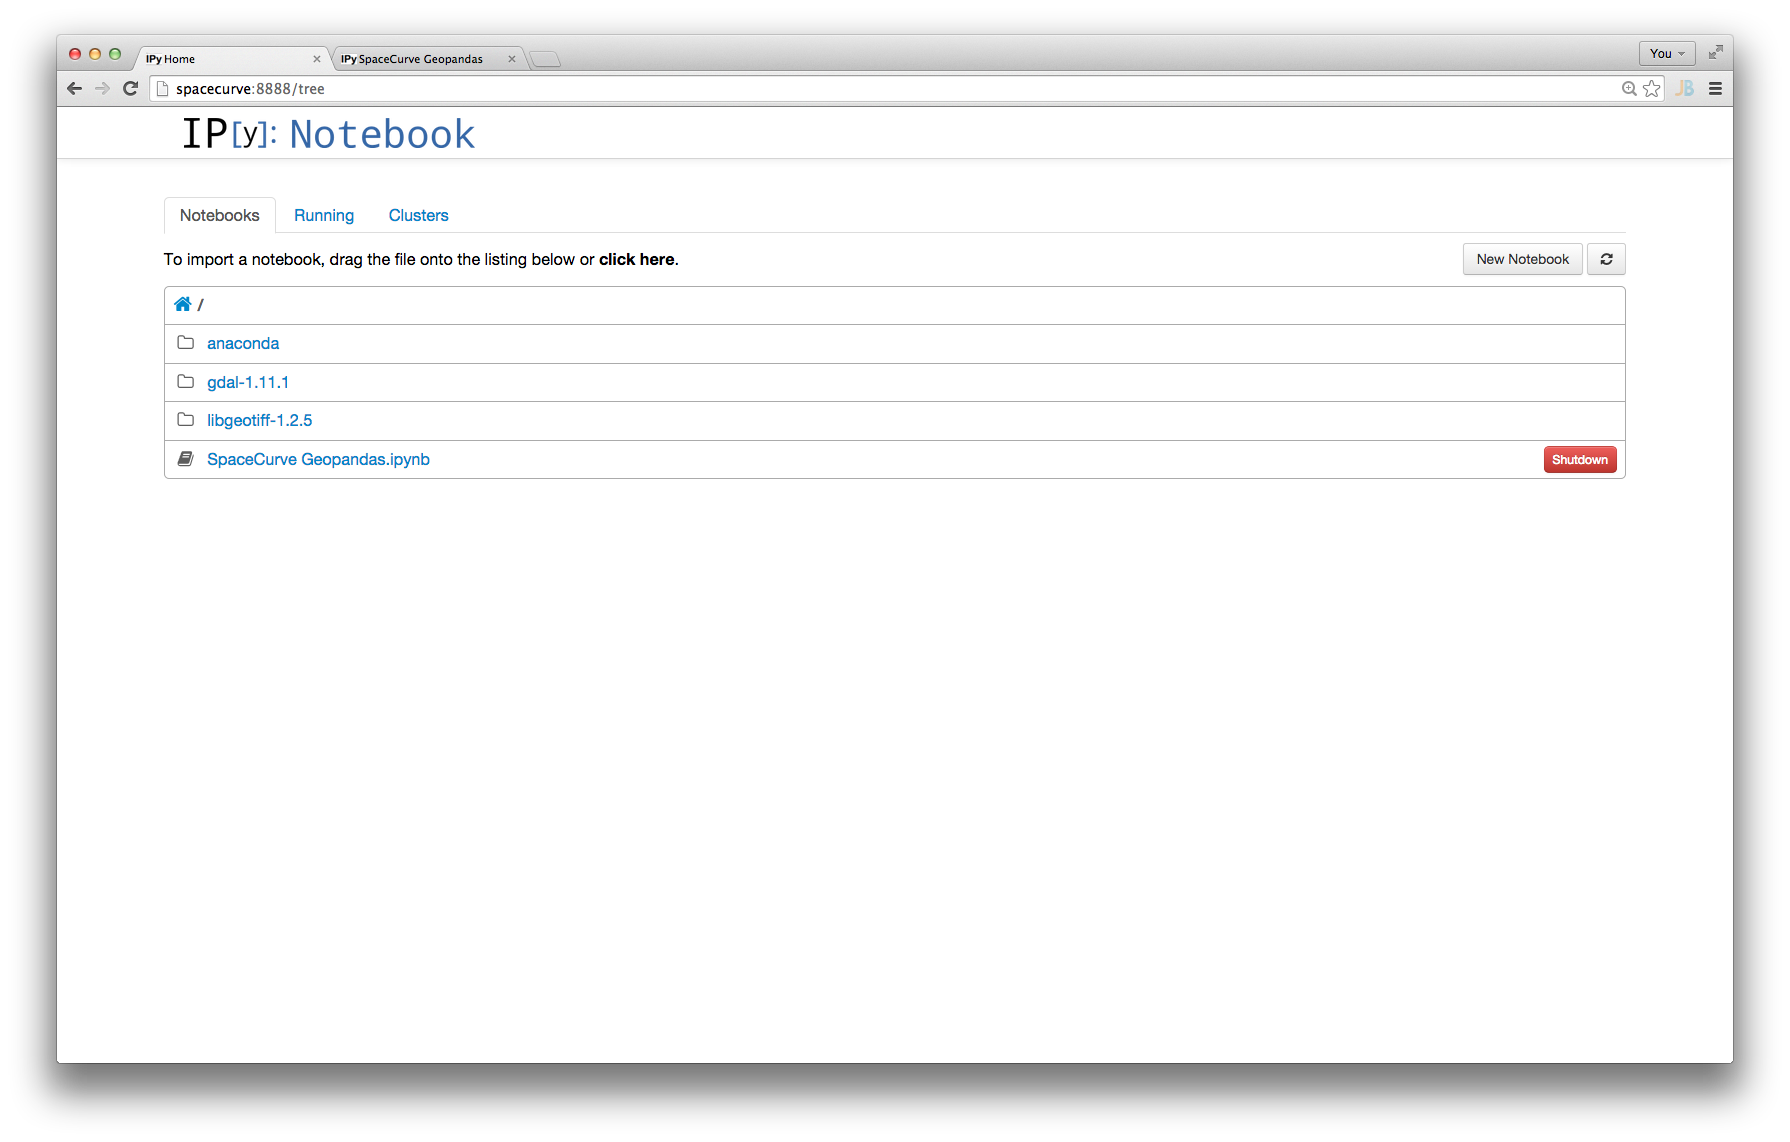 IPy Home
IPy SpaceCurve Geopandas
You
spacecurve:8888/tree
JB
IP[y]: Notebook
Notebooks Running Clusters
To import a notebook, drag the file onto the listing below or click here.
New Notebook
/
anaconda
gdal-1.11.1
libgeotiff-1.2.5
SpaceCurve Geopandas.ipynb
Shutdown